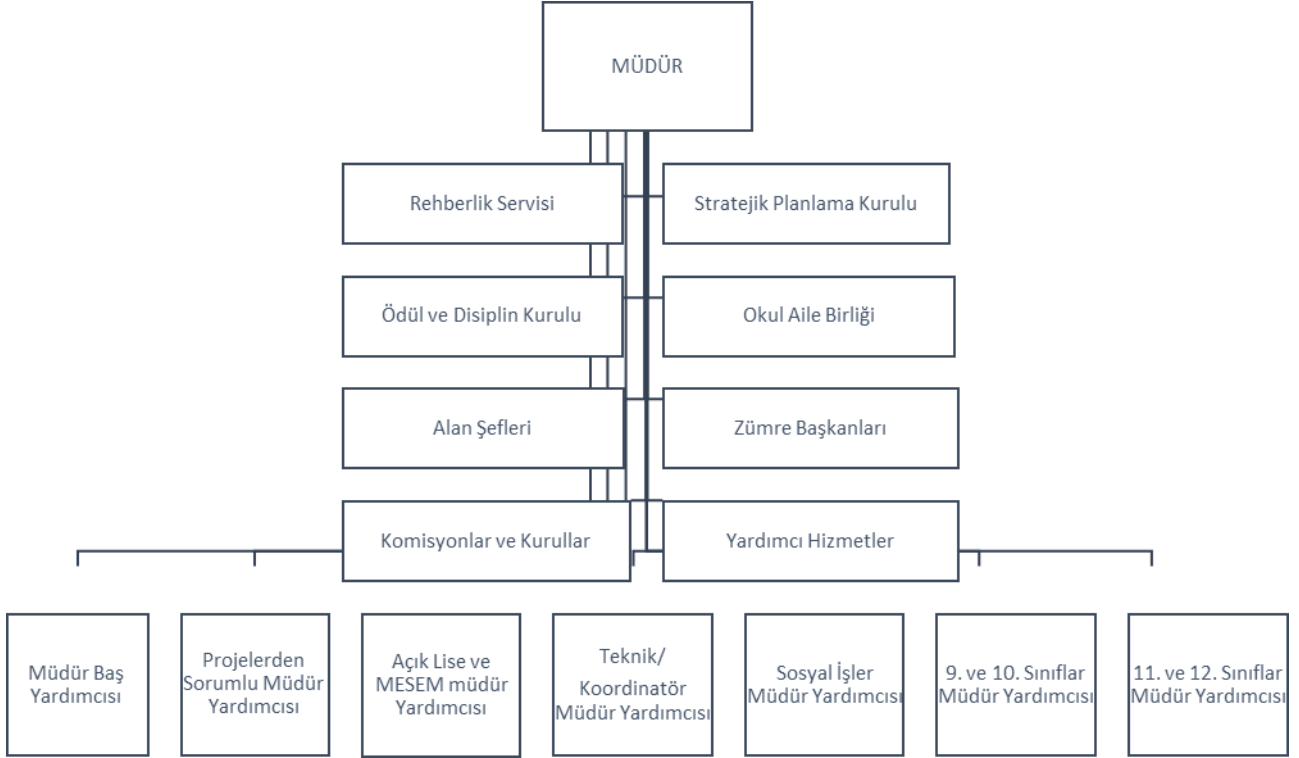 MÜDÜR
Rehberlik Servisi
Stratejik Planlama Kurulu
Ödül ve Disiplin Kurulu
Okul Aile Birliği
Alan Şefleri
Zümre Başkanları
Komisyonlar ve Kurullar
Yardımcı Hizmetler
Müdür Baş
Yardımcısı
Projelerden
Sorumlu Müdür
Yardımcısı
Açık Lise ve
MESEM müdür
Yardımcısı
Teknik/
Koordinatör
Müdür Yardımcısı
Sosyal İşler
Müdür Yardımcısı
9. ve 10. Sınıflar
Müdür Yardımcısı
11. ve 12. Sınıflar
Müdür Yardımcısı